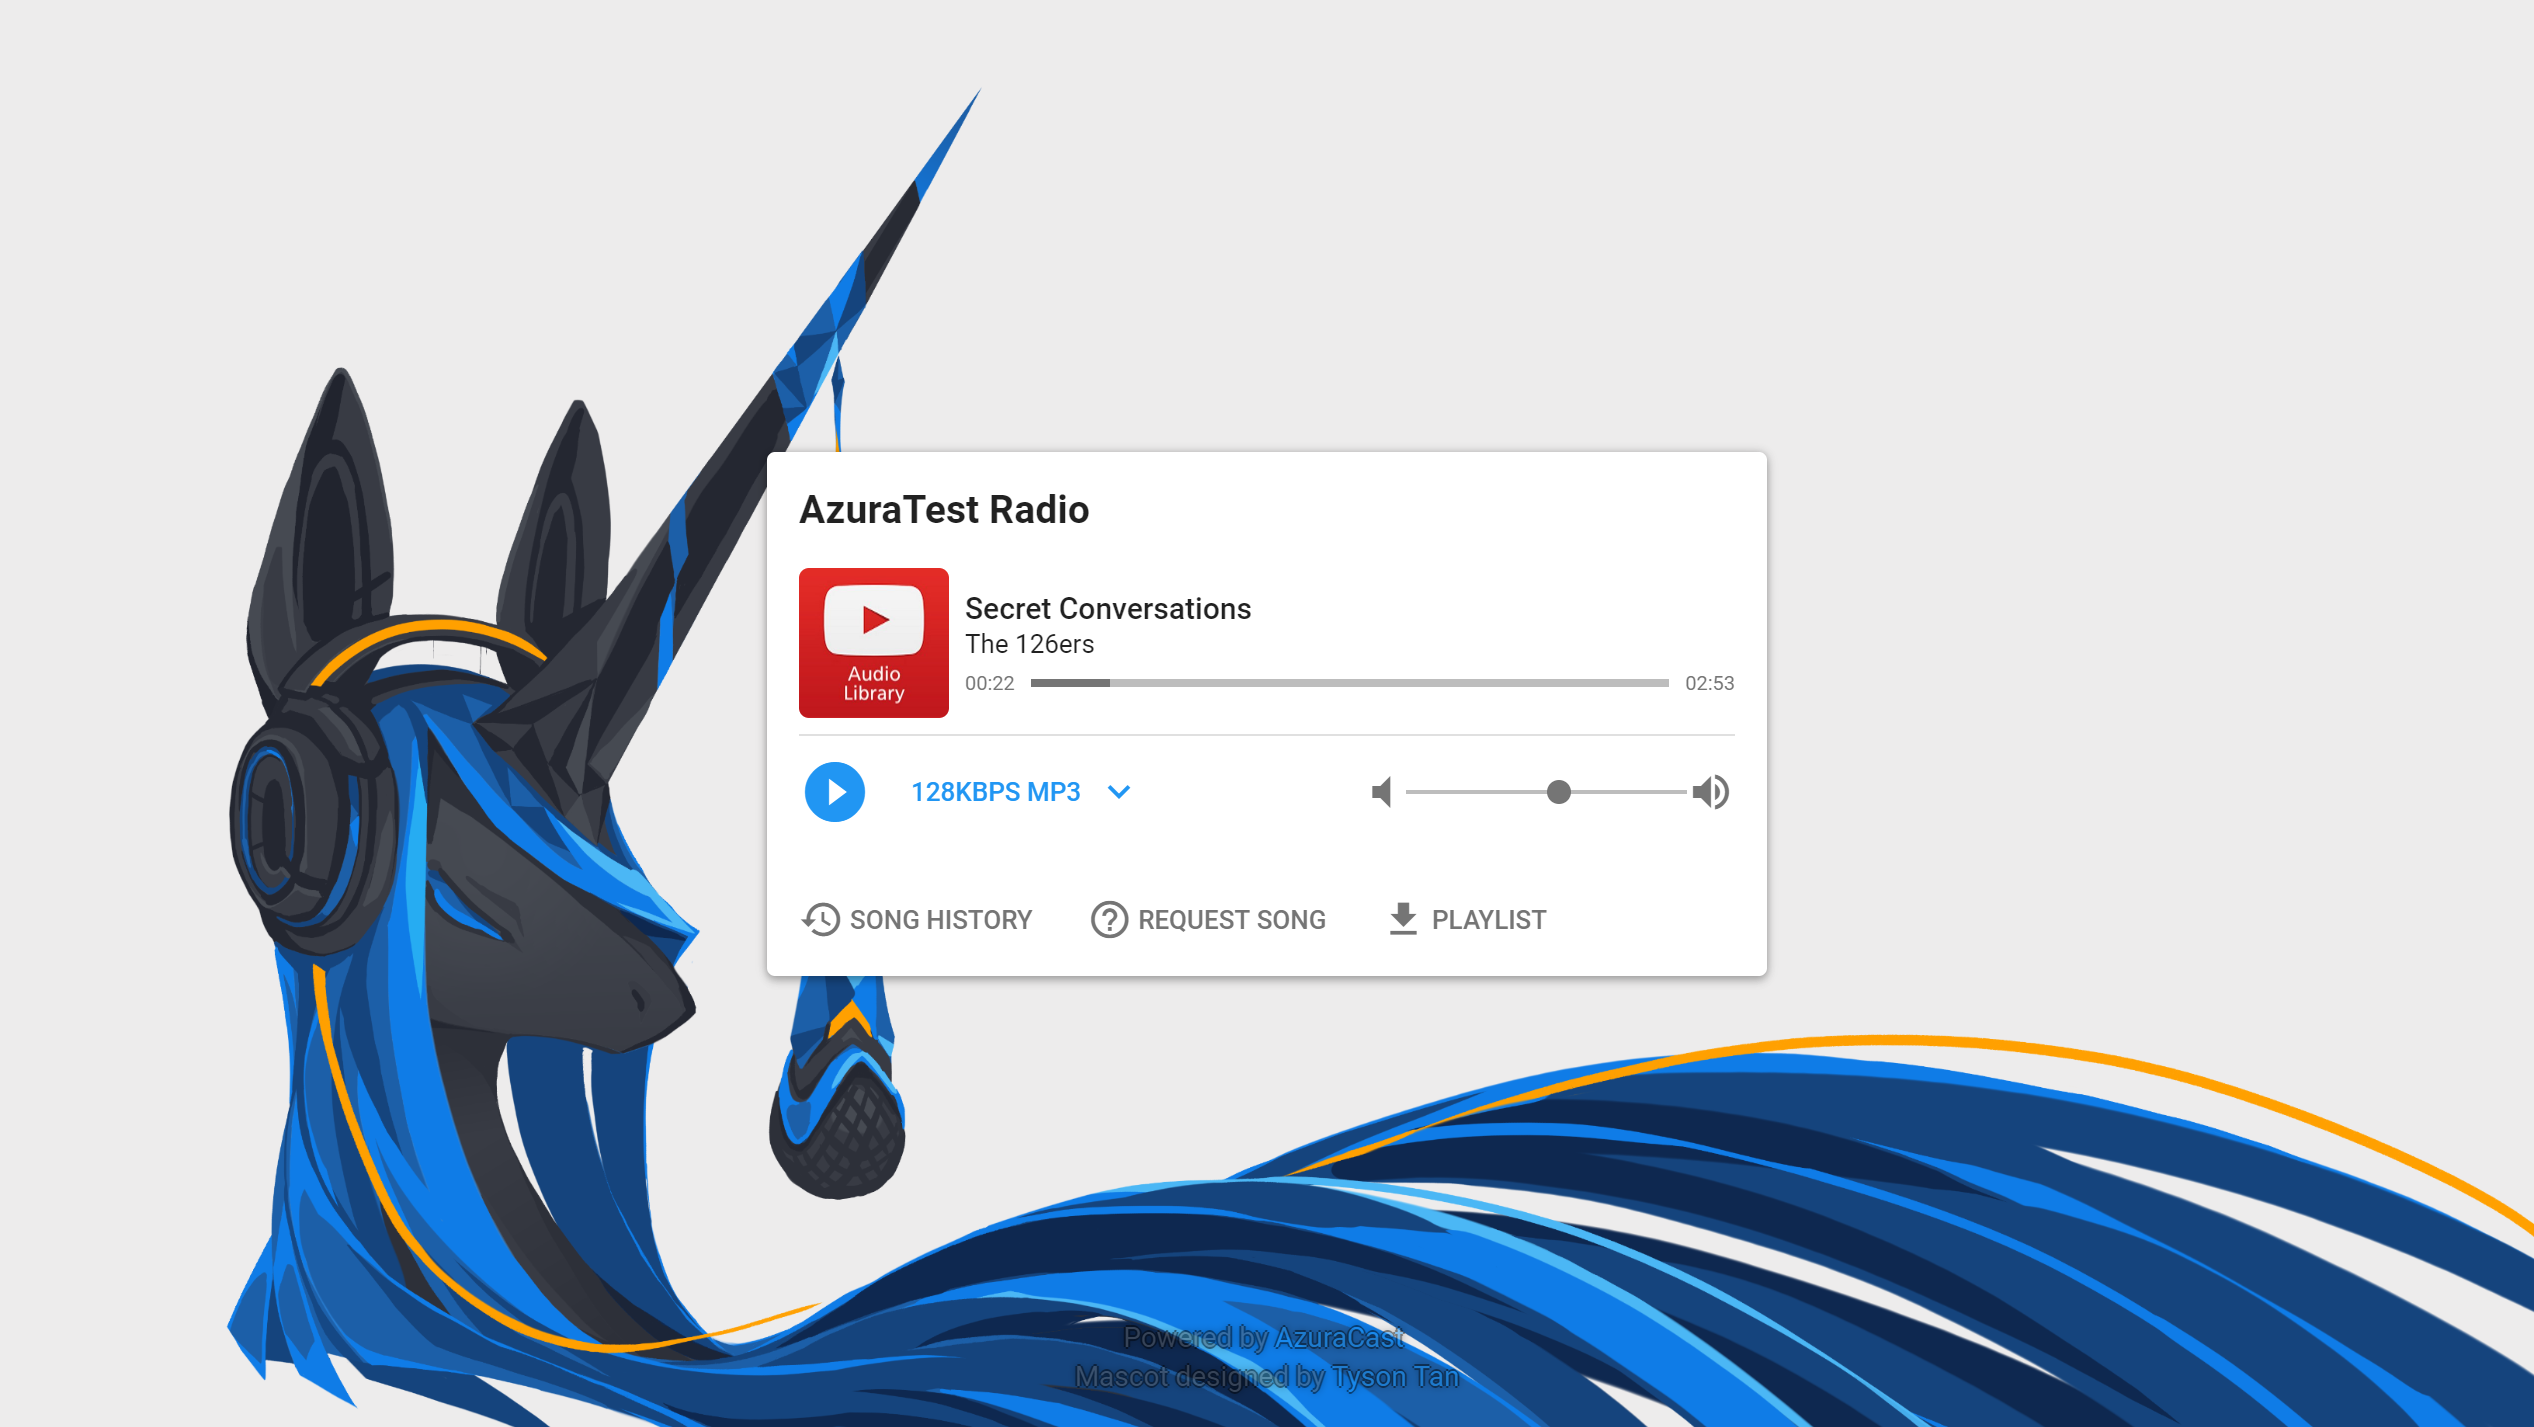 AzuraTest Radio
Audio
Library
Secret Conversations
The 126ers
00:22
02:53
128KBPS MP3
SONG HISTORY
REQUEST SONG
PLAYLIST
Powered by AzuraCast
Mascot designed by Tyson Tan